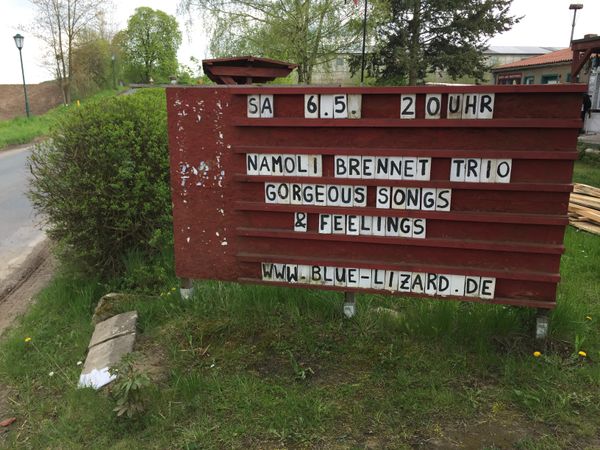 SA 6.5. 20UHR
NAMOLI BRENNET TRIO
GORGEOUS SONGS
& FEELINGS
WWW.BLUE-LIZARD.DE